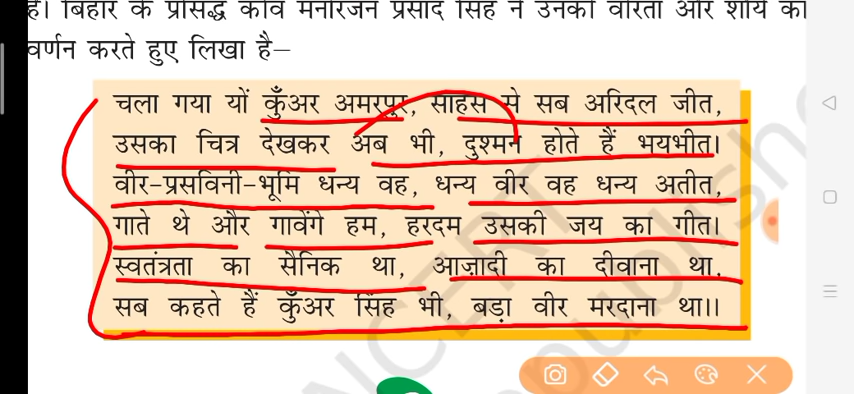 है। बिहार के प्रसिद्ध कवि मनोरंजन प्रसाद सिंह ने उनकी वीरता और शौर्य का
वर्णन करते हुए लिखा है–
चला गया यों कुँअर अमरपुर, साहस से सब अरिदल जीत,
उसका चित्र देखकर अब भी, दुश्मन होते हैं भयभीत।
वीर-प्रसविनी-भूमि धन्य वह, धन्य वीर वह धन्य अतीत,
गाते थे और गावेंगे हम, हरदम उसकी जय का गीत।
स्वतंत्रता का सैनिक था, आज़ादी का दीवाना था,
सब कहते हैं कुँअर सिंह भी, बड़ा वीर मरदाना था।।
NCERT
republishe